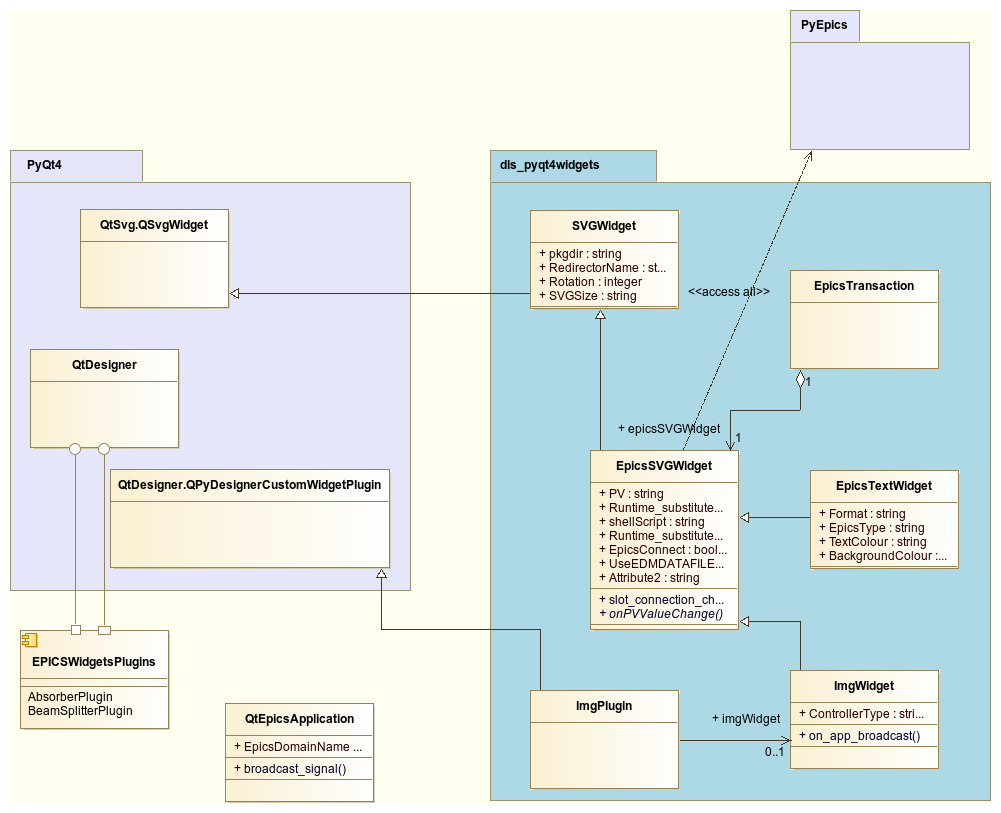 PyEpics
PyQt4
QtSvg.QSvgWidget
QtDesigner
QtDesigner.QPyDesignerCustomWidgetPlugin
EPICSWidgetsPlugins
AbsorberPlugin
BeamSplitterPlugin
QtEpicsApplication
+ EpicsDomainName ...
+ broadcast_signal()
dls_pyqt4widgets
SVGWidget
+ pkgdir : string
+ RedirectorName : st...
+ Rotation : integer
+ SVGSize : string
<<access all>>
EpicsTransaction
1
+ epicsSVGWidget
1
EpicsSVGWidget
+ PV : string
+ Runtime_substitute...
+ shellScript : string
+ Runtime_substitute...
+ EpicsConnect : bool...
+ UseEDMDATAFILE...
+ Attribute2 : string
+ slot_connection_ch...
+ onPVValueChange()
EpicsTextWidget
+ Format : string
+ EpicsType : string
+ TextColour : string
+ BackgroundColour :...
ImgPlugin
+ imgWidget
0..1
ImgWidget
+ ControllerType : stri...
+ on_app_broadcast()